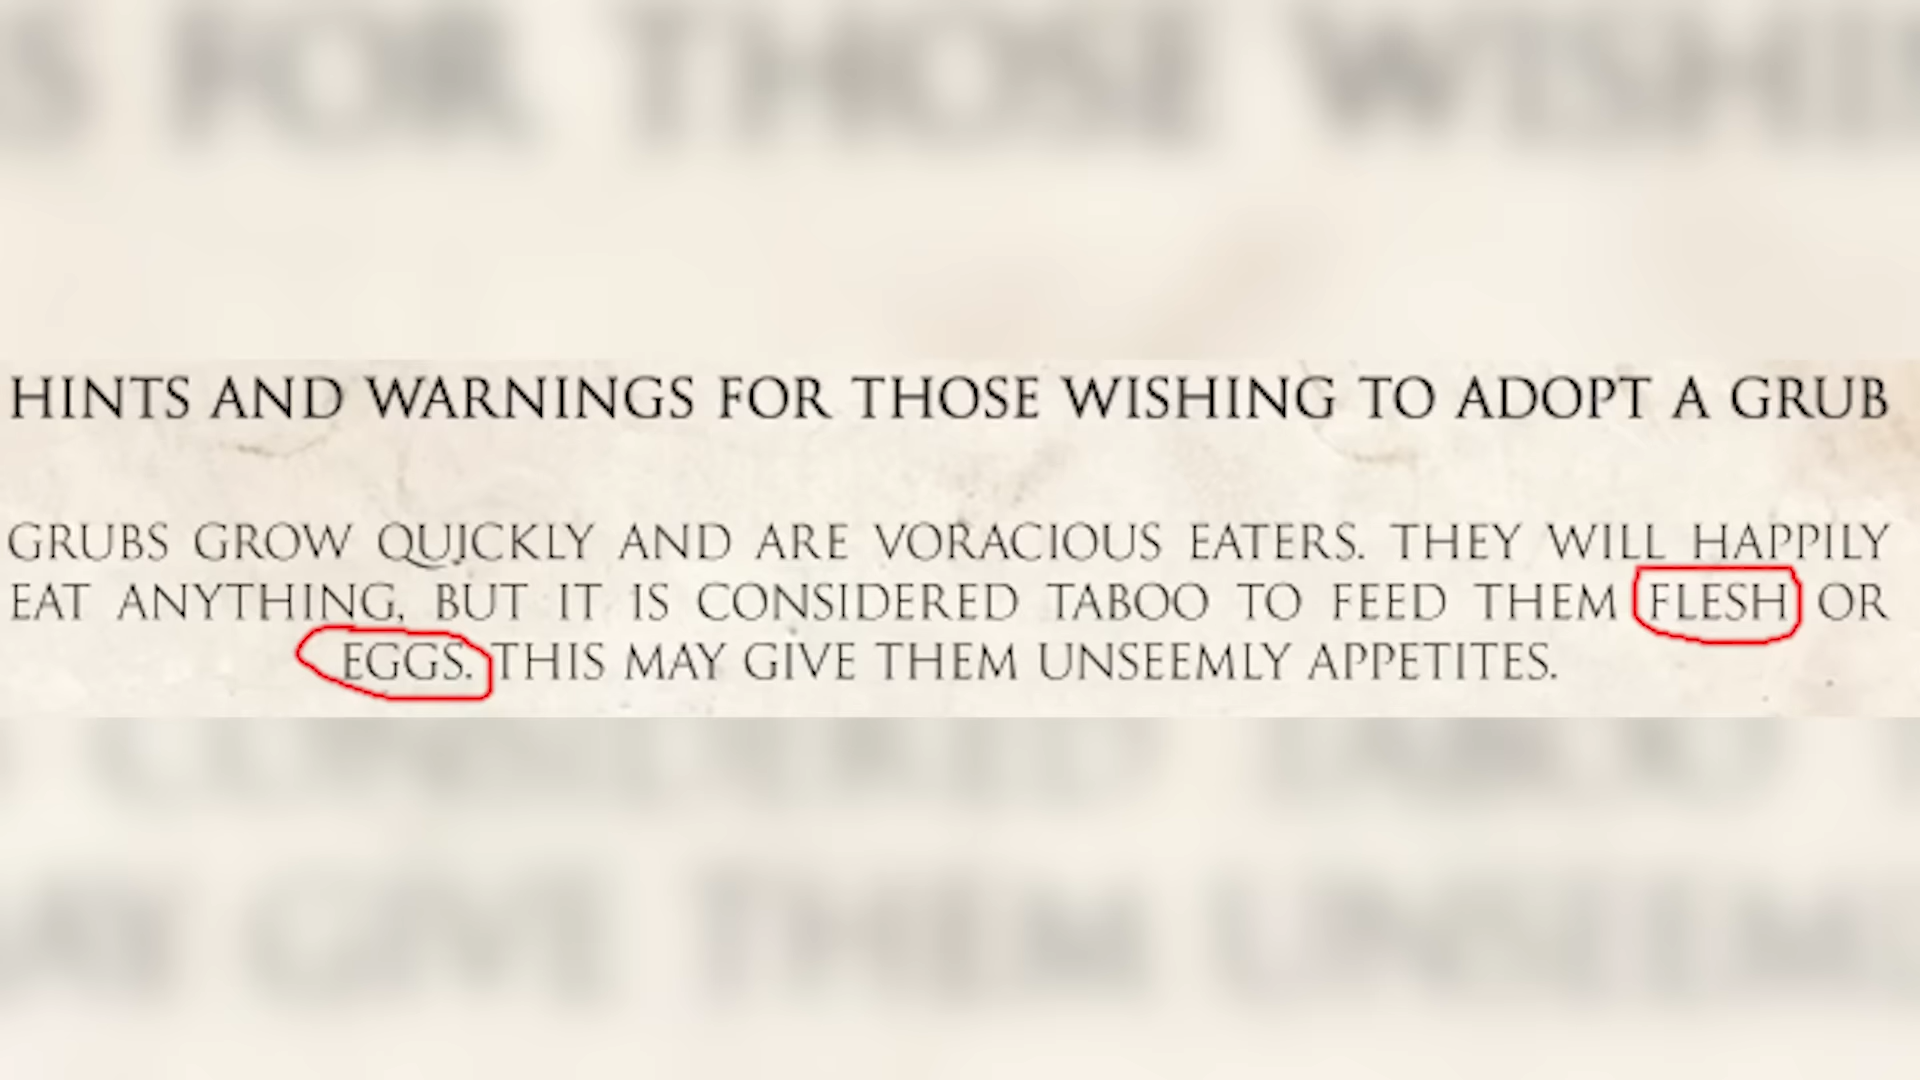 HINTS AND WARNINGS FOR THOSE WISHING TO ADOPT A GRUB
GRUBS GROW QUICKLY AND ARE VORACIOUS EATERS. THEY WILL HAPPILY
EAT ANYTHING, BUT IT IS CONSIDERED TABOO TO FEED THEM FLESH OR
EGGS. THIS MAY GIVE THEM UNSEEMLY APPETITES.